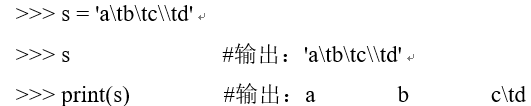 >>> s = 'a\tb\tc\\td'
>>> s #输出：'a\tb\tc\\td'
>>> print(s) #输出：a b c\td